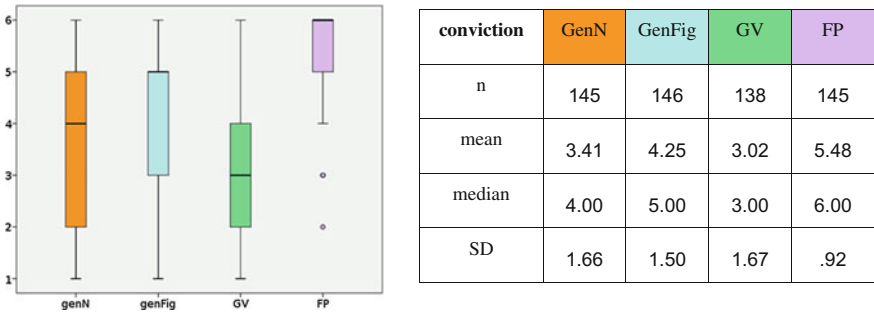 6
5
4
3
2
1
genN genFig GV FP
conviction GenN GenFig GV FP
n 145 146 138 145
mean 3.41 4.25 3.02 5.48
median 4.00 5.00 3.00 6.00
SD 1.66 1.50 1.67 .92